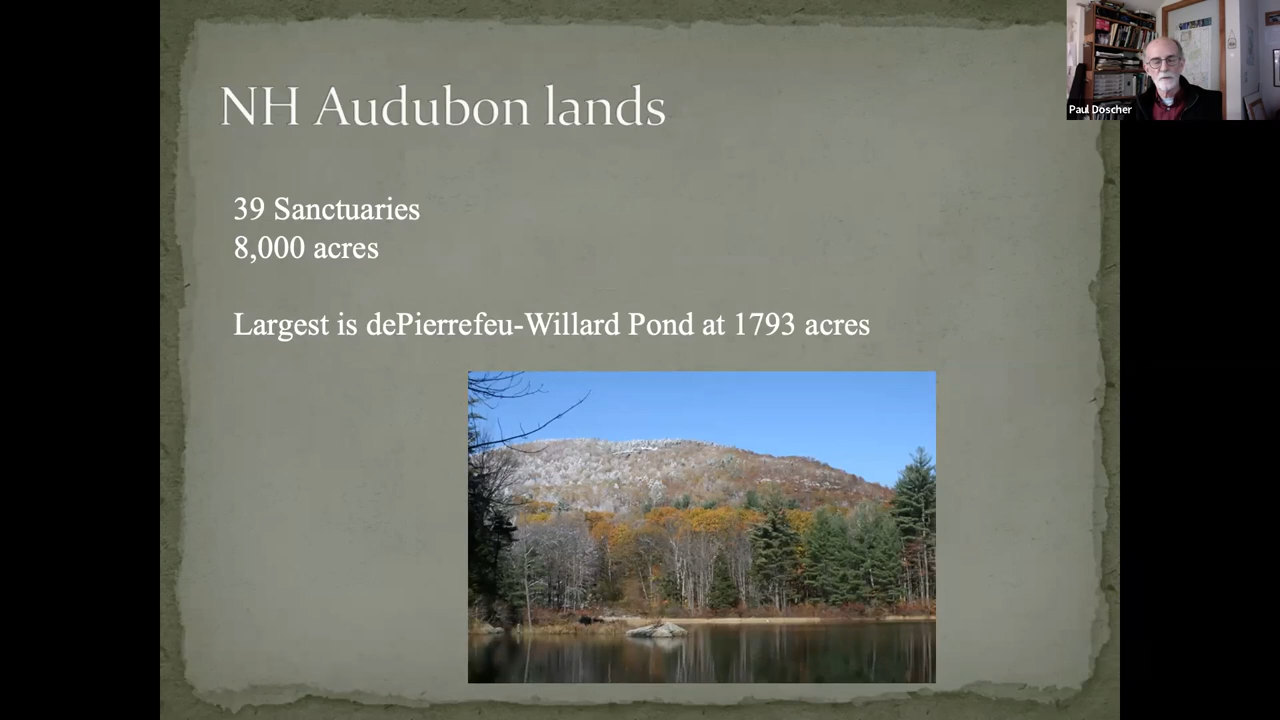 NH Audubon lands
Paul Doscher
39 Sanctuaries
8,000 acres
Largest is dePierrefeu-Willard Pond at 1793 acres